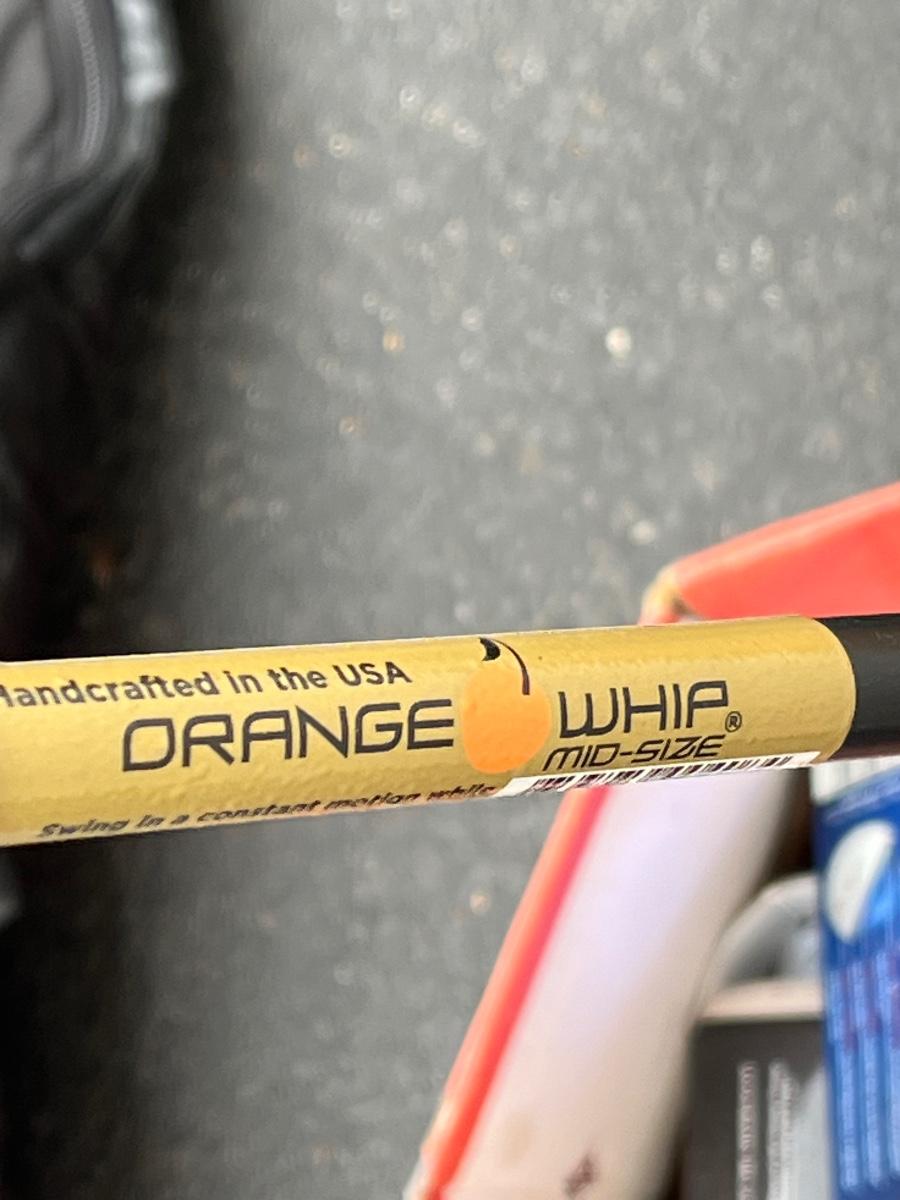 Handcrafted in the USA
ORANGE WHIP®
MID-SIZE
Swing in a constant motion while